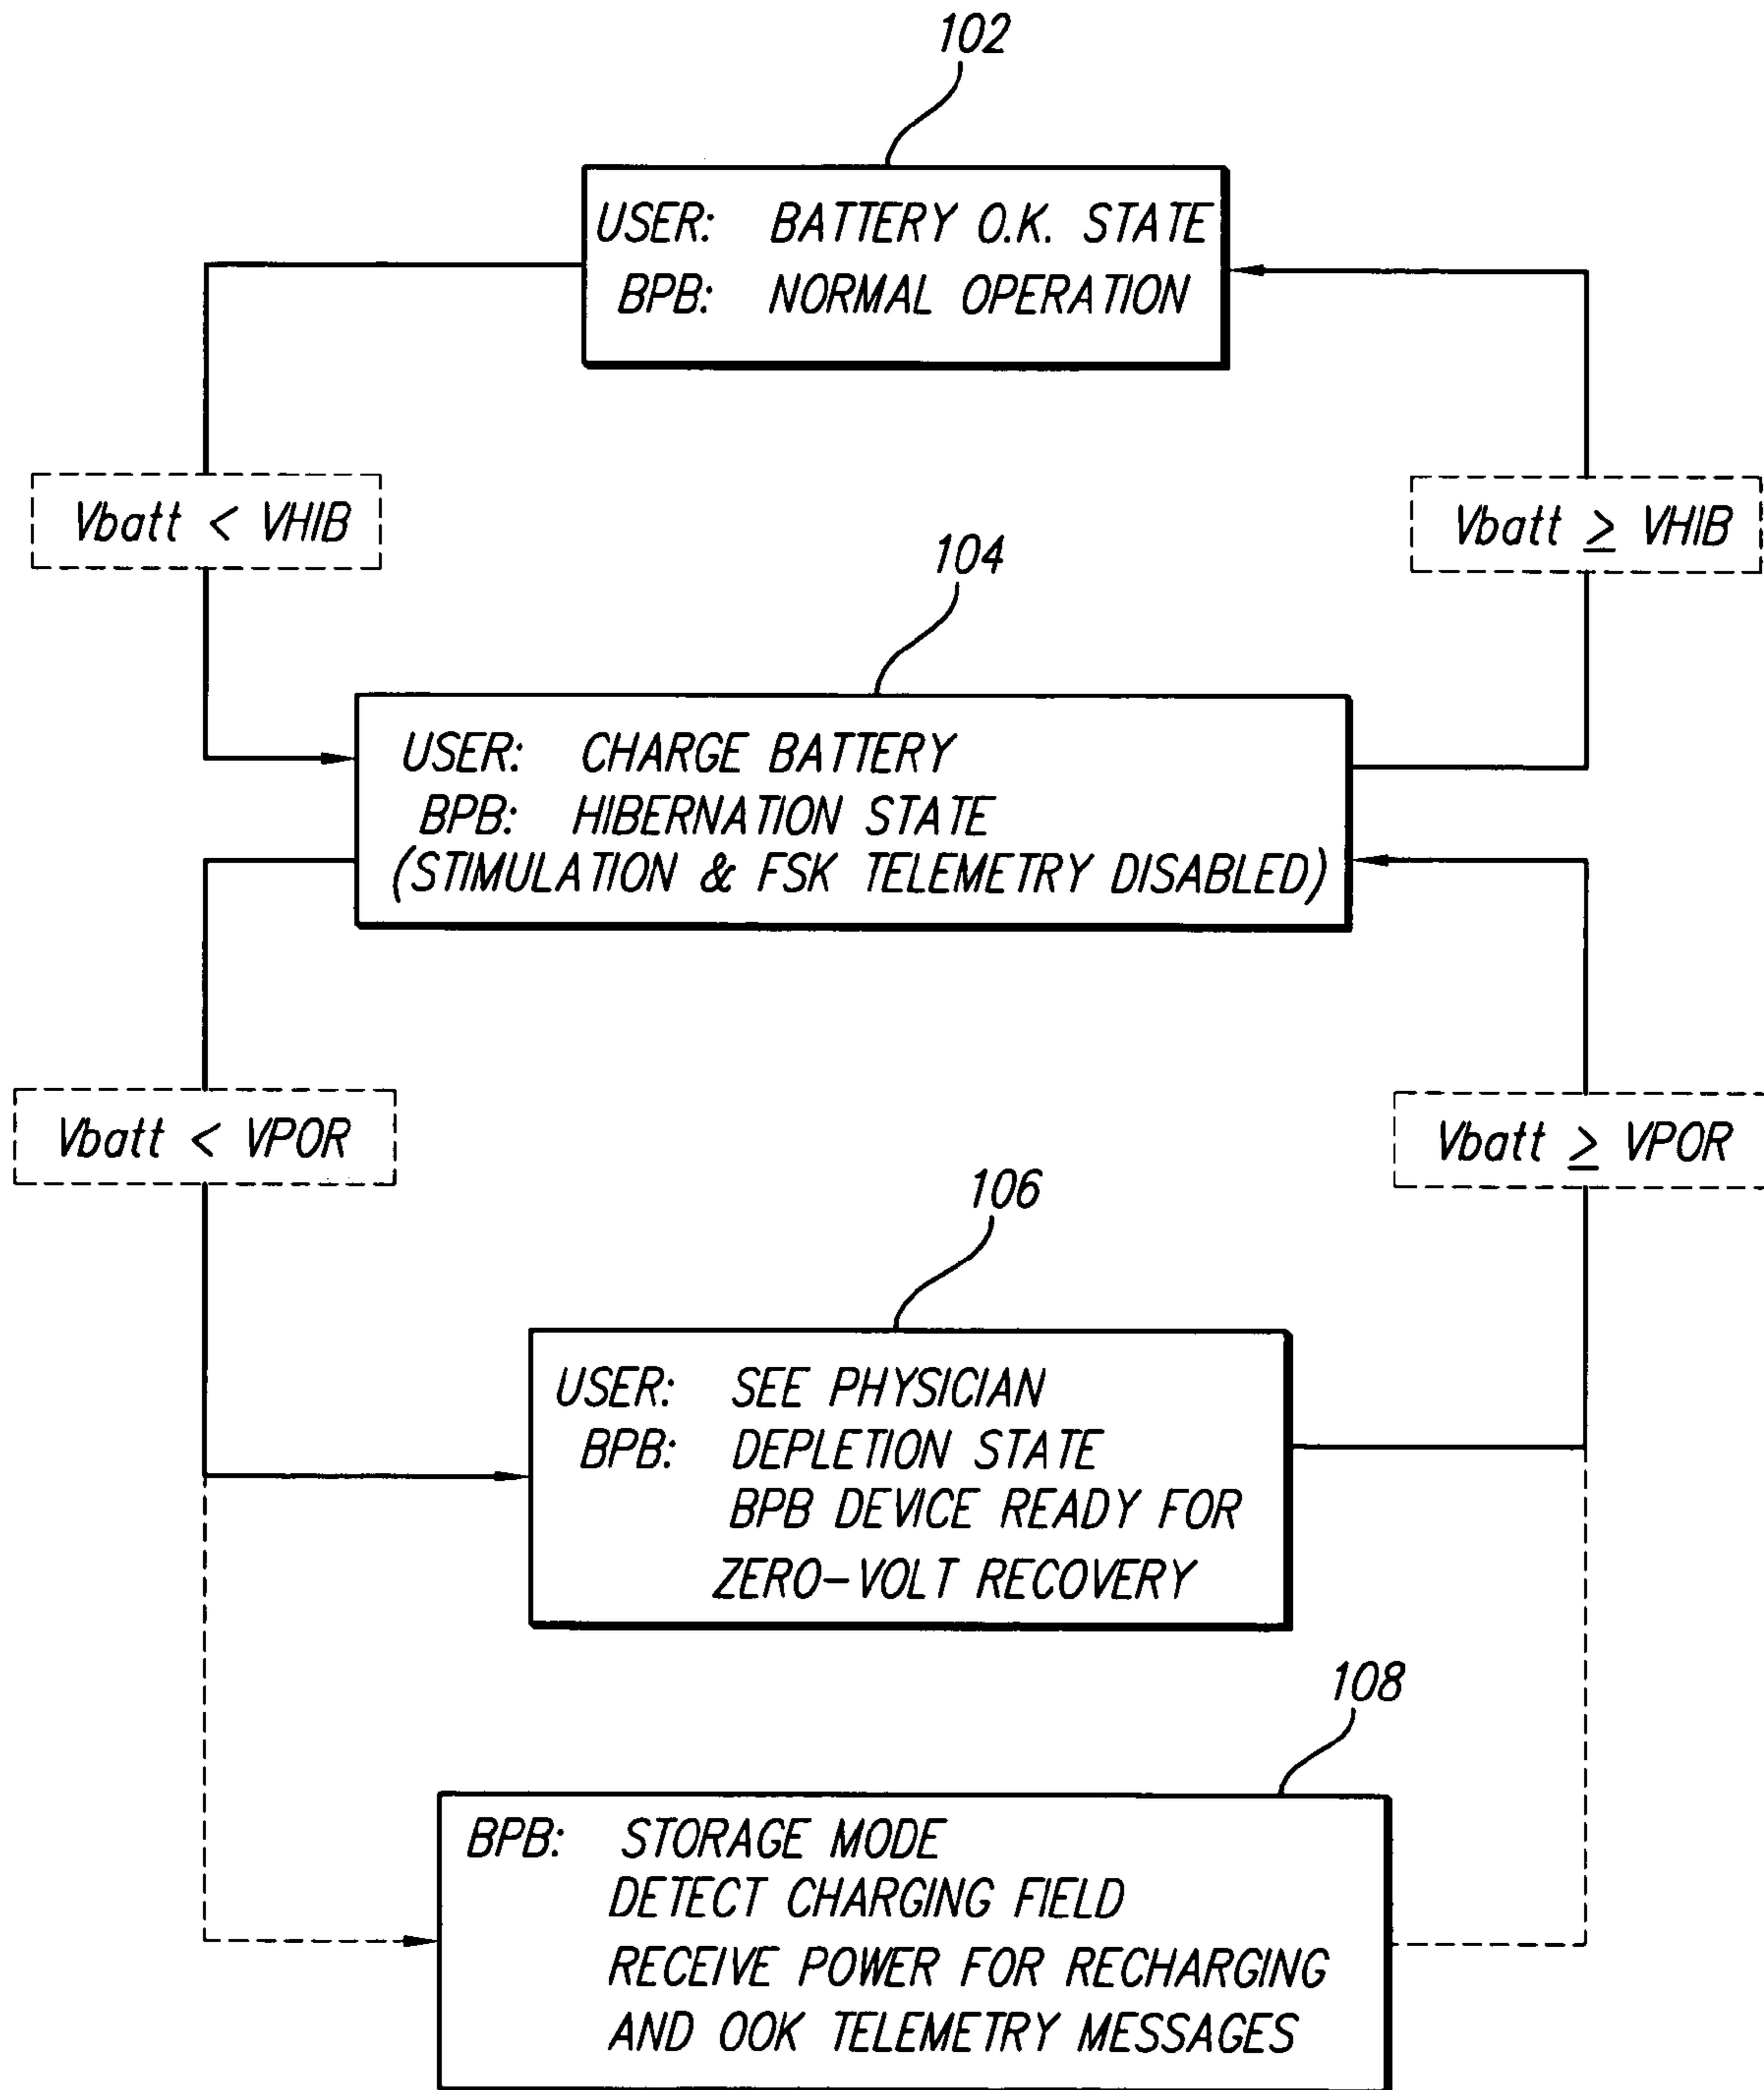 102
USER: BATTERY O.K. STATE
BPB: NORMAL OPERATION
Vbatt < VHIB
Vbatt ≥ VHIB
104
USER: CHARGE BATTERY
BPB: HIBERNATION STATE
(STIMULATION & FSK TELEMETRY DISABLED)
Vbatt < VPOR
Vbatt ≥ VPOR
106
USER: SEE PHYSICIAN
BPB: DEPLETION STATE
BPB DEVICE READY FOR
ZERO-VOLT RECOVERY
108
BPB: STORAGE MODE
DETECT CHARGING FIELD
RECEIVE POWER FOR RECHARGING
AND OOK TELEMETRY MESSAGES